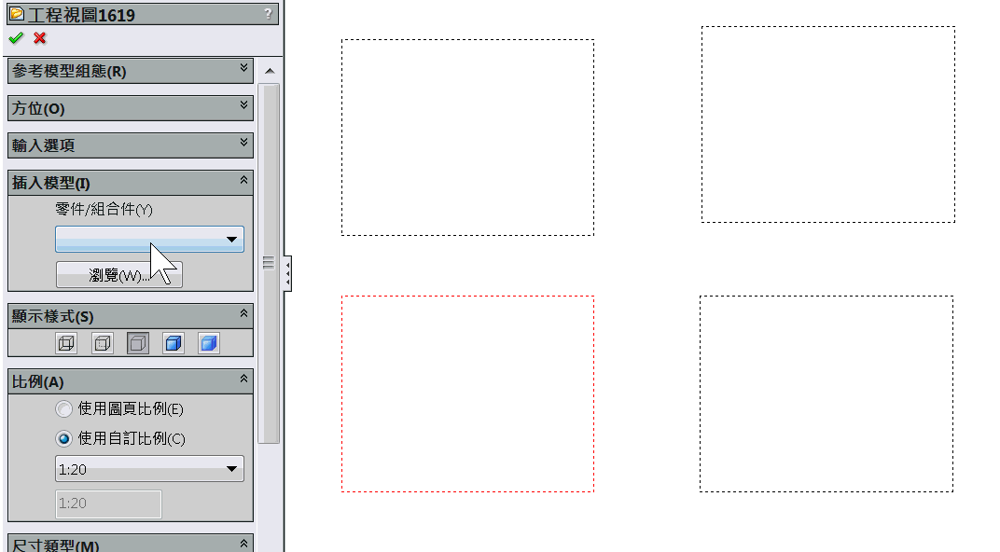 工程視圖1619
?
參考模型組態(R)
方位(O)
輸入選項
插入模型(I)
零件/組合件(Y)
瀏覽(W)...
顯示樣式(S)
比例(A)
使用圖頁比例(E)
使用自訂比例(C)
1:20
1:20
尺寸類型(M)